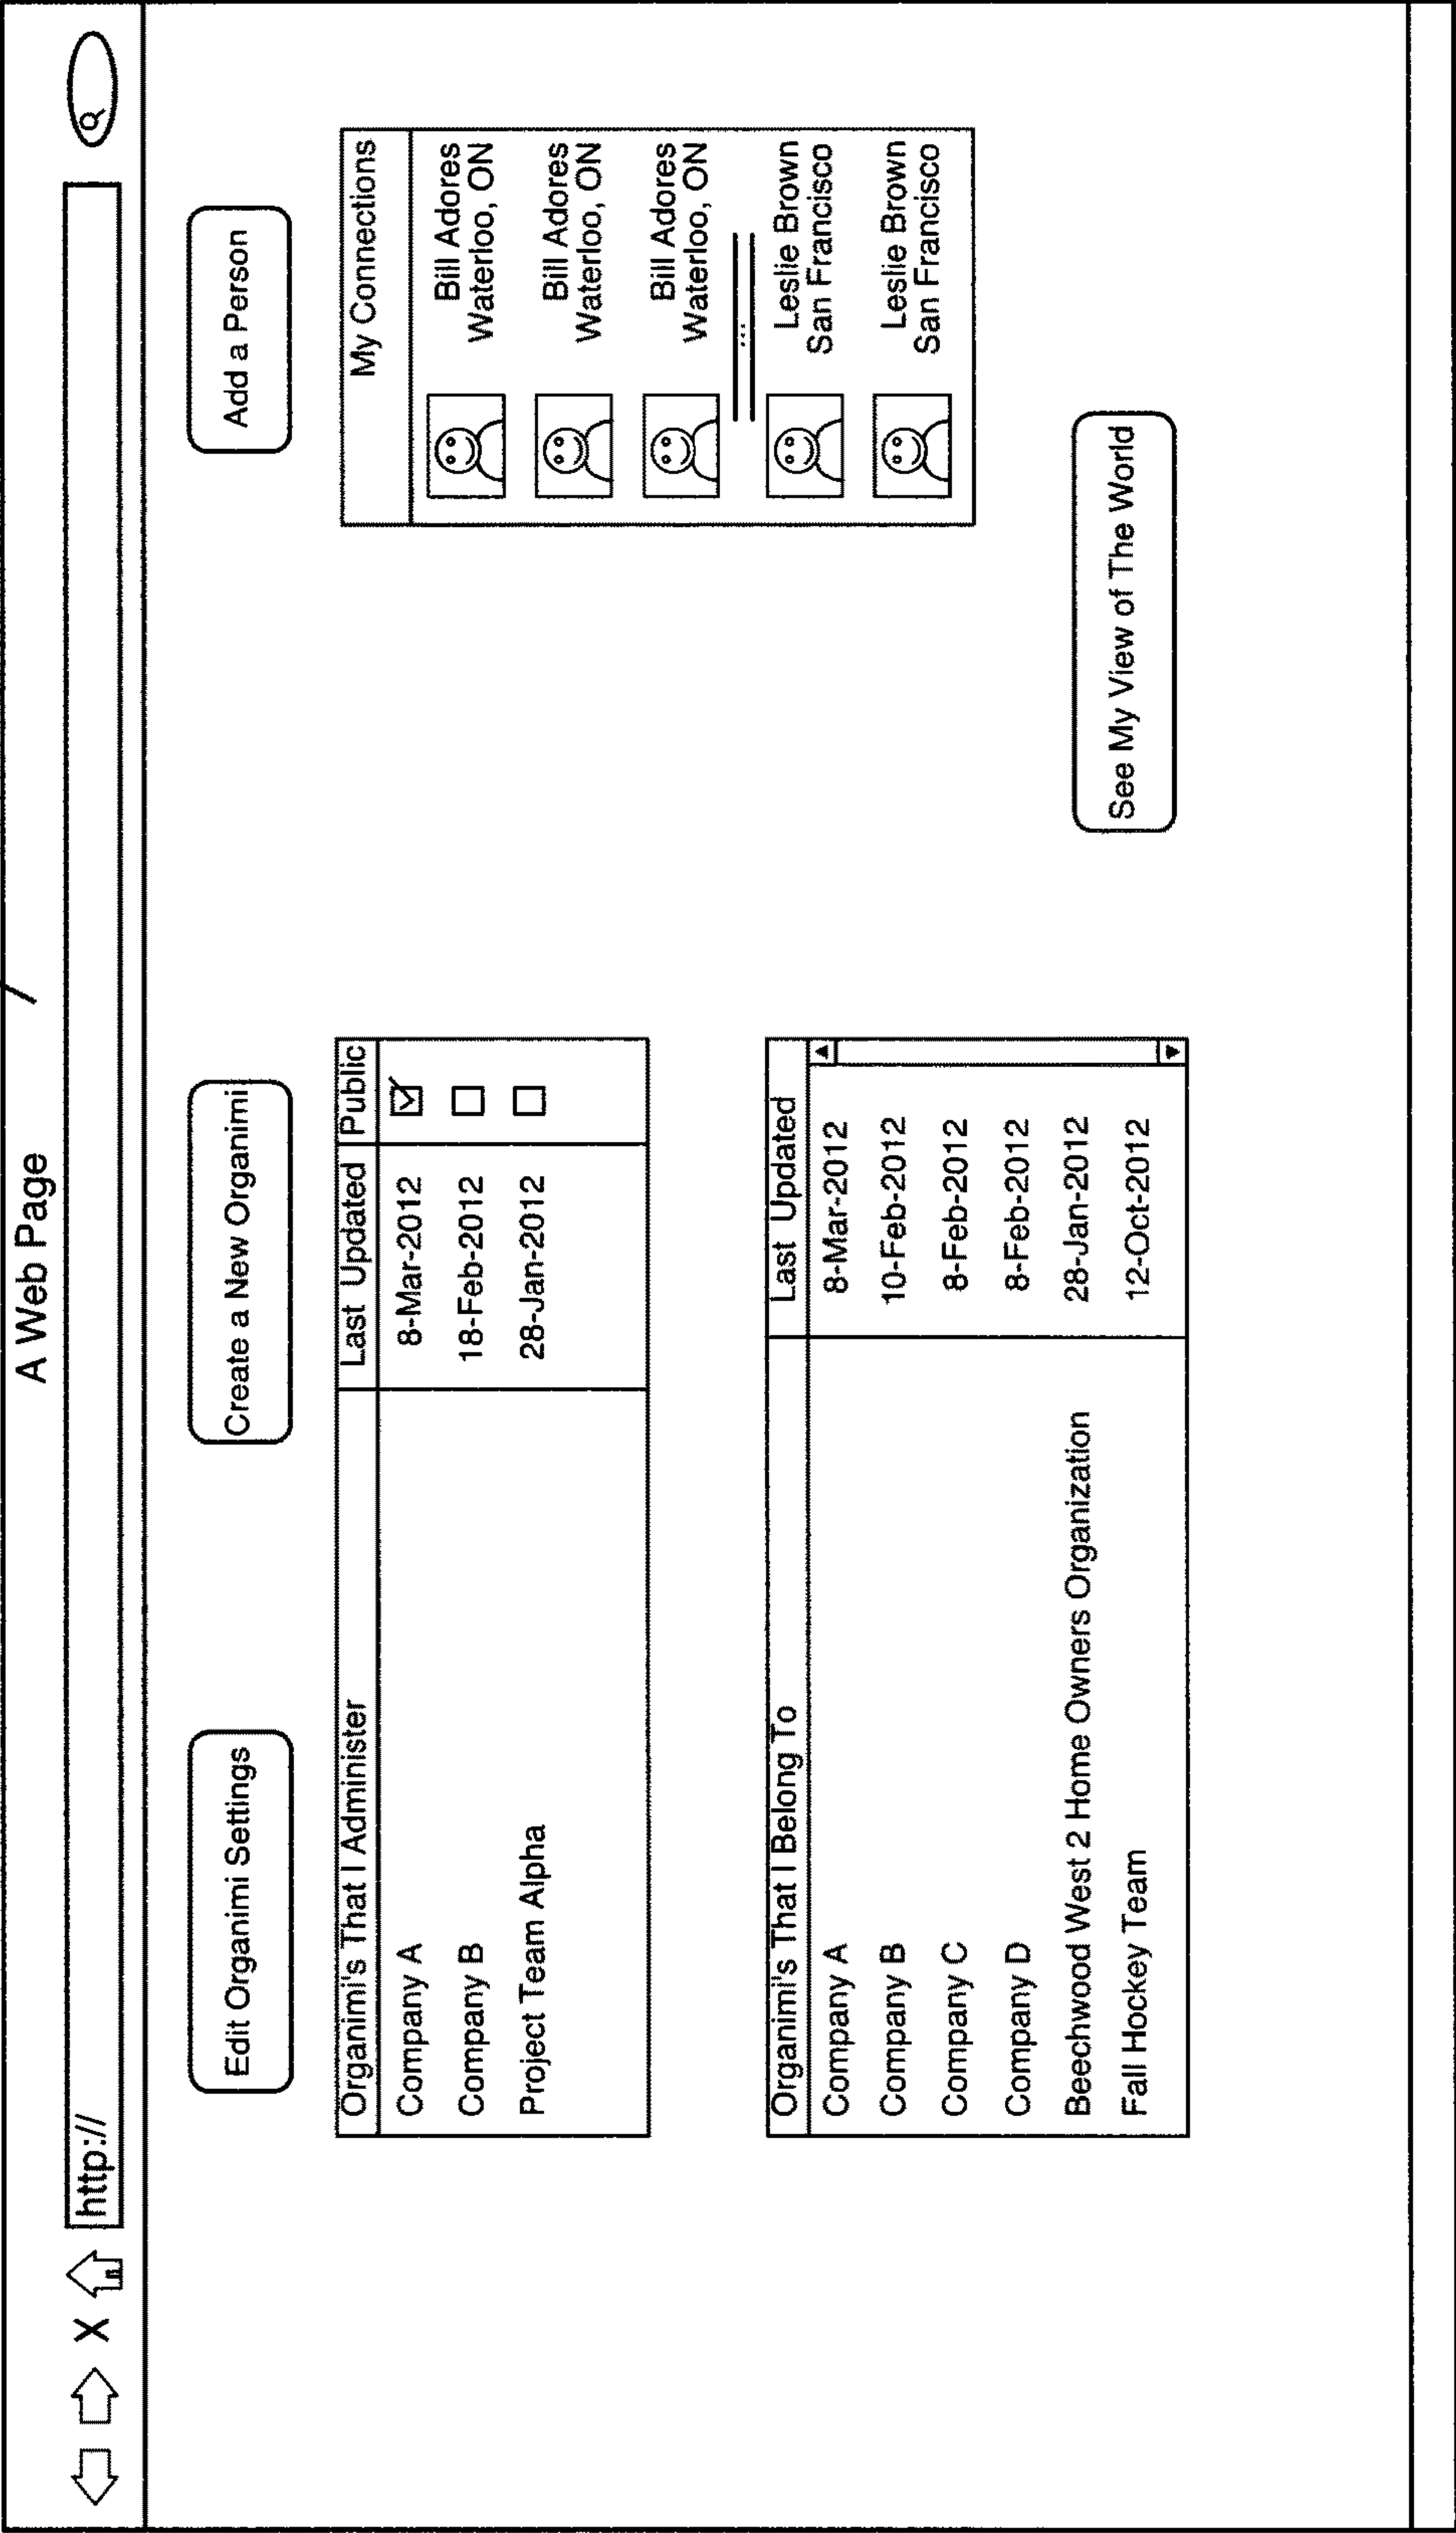 A Web Page
X http://
Edit Organimi Settings
Create a New Organimi
Add a Person
Organimi's That I Administer Last Updated Public
Company A 8-Mar-2012
Company B 18-Feb-2012
Project Team Alpha 28-Jan-2012
Organimi's That I Belong To Last Updated
Company A 8-Mar-2012
Company B 10-Feb-2012
Company C 8-Feb-2012
Company D 8-Feb-2012
Beechwood West 2 Home Owners Organization 28-Jan-2012
Fall Hockey Team 12-Oct-2012
My Connections
Bill Adores
Waterloo, ON
Bill Adores
Waterloo, ON
Bill Adores
Waterloo, ON
...
Leslie Brown
San Francisco
Leslie Brown
San Francisco
See My View of The World